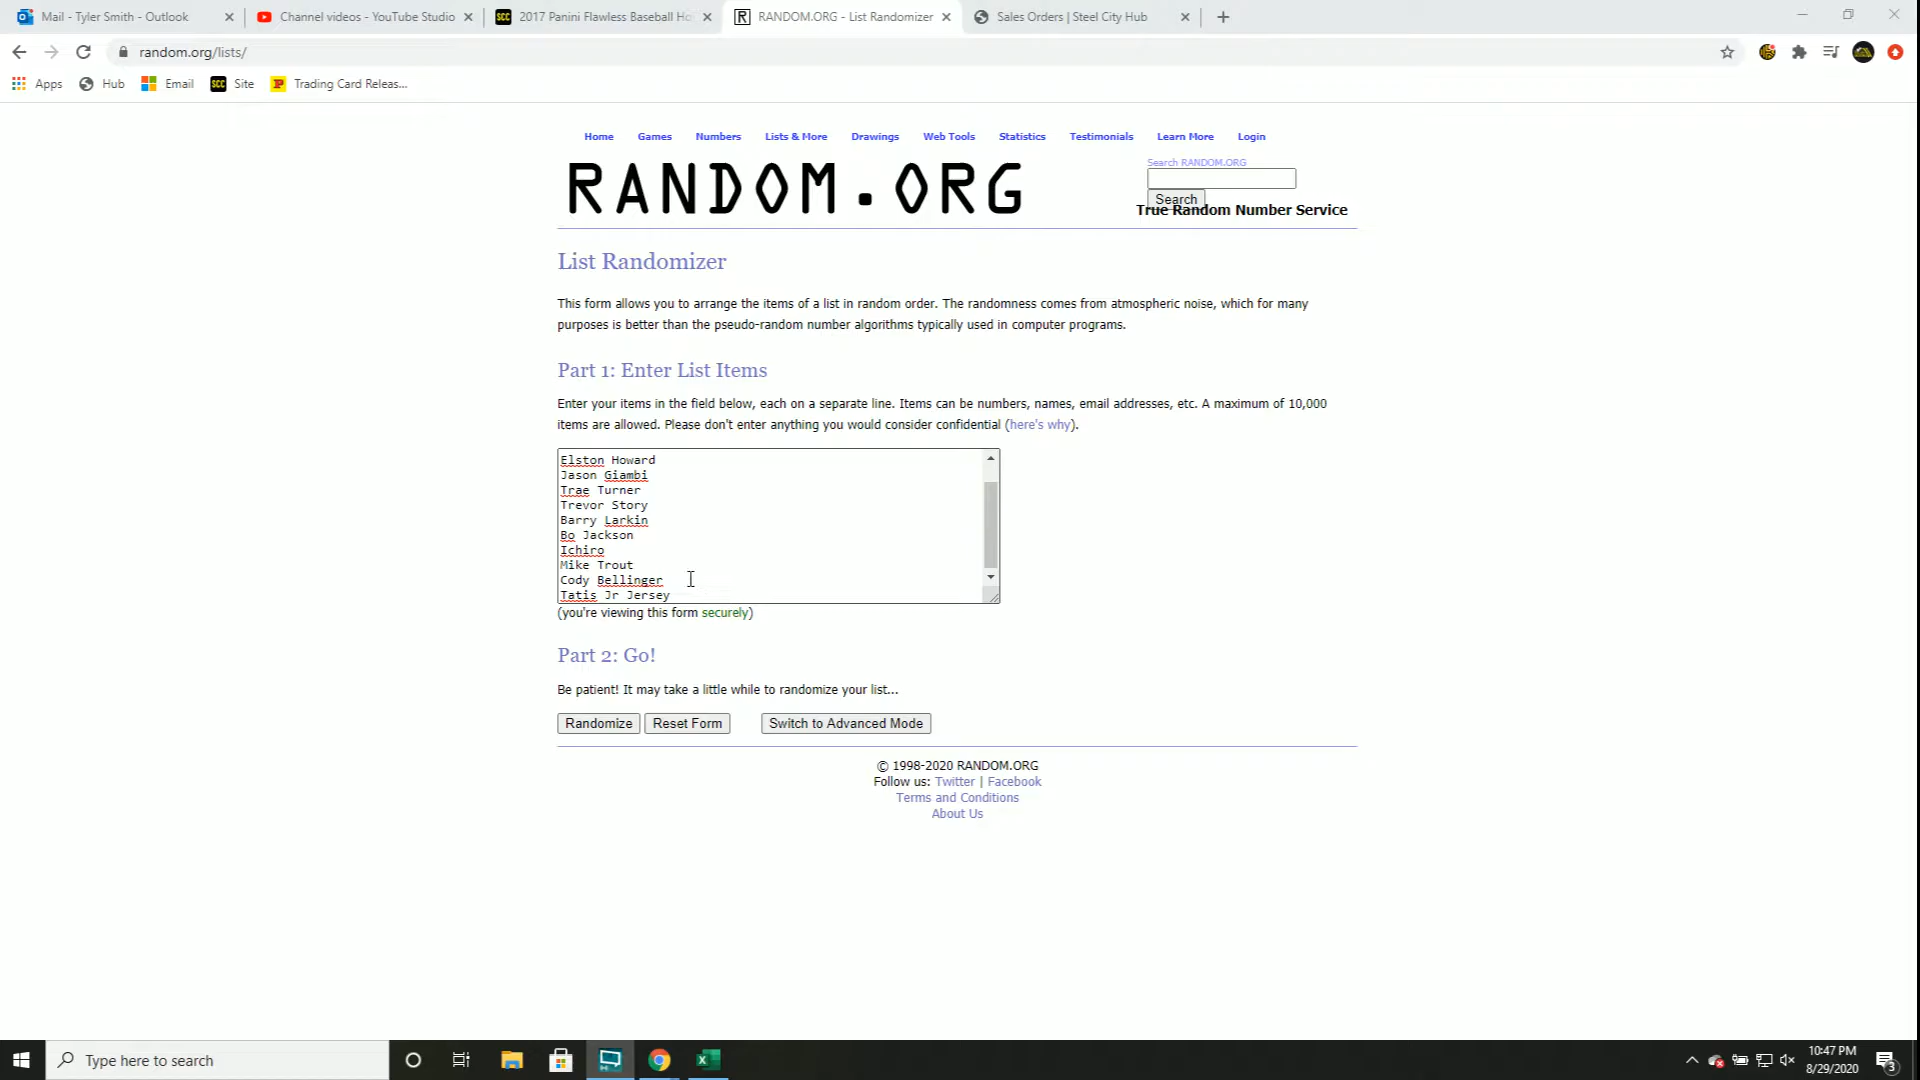 Mail - Tyler Smith - Outlook
Channel videos - YouTube Studio
SCC 2017 Panini Flawless Baseball Ho
R RANDOM.ORG - List Randomizer
Sales Orders | Steel City Hub
random.org/lists/
Apps
Hub
Email
SCC Site
P Trading Card Releas...
Home
Games
Numbers
Lists & More
Drawings
Web Tools
Statistics
Testimonials
Learn More
Login
RANDOM.ORG
Search RANDOM.ORG
Search
True Random Number Service
List Randomizer
This form allows you to arrange the items of a list in random order. The randomness comes from atmospheric noise, which for many
purposes is better than the pseudo-random number algorithms typically used in computer programs.
Part 1: Enter List Items
Enter your items in the field below, each on a separate line. Items can be numbers, names, email addresses, etc. A maximum of 10,000
items are allowed. Please don't enter anything you would consider confidential (here's why).
Elston Howard
Jason Giambi
Trae Turner
Trevor Story
Barry Larkin
Bo Jackson
Ichiro
Mike Trout
Cody Bellinger
Tatis Jr Jersey
(you're viewing this form securely)
Part 2: Go!
Be patient! It may take a little while to randomize your list...
Randomize
Reset Form
Switch to Advanced Mode
© 1998-2020 RANDOM.ORG
Follow us: Twitter | Facebook
Terms and Conditions
About Us
Type here to search
10:47 PM
8/29/2020
3